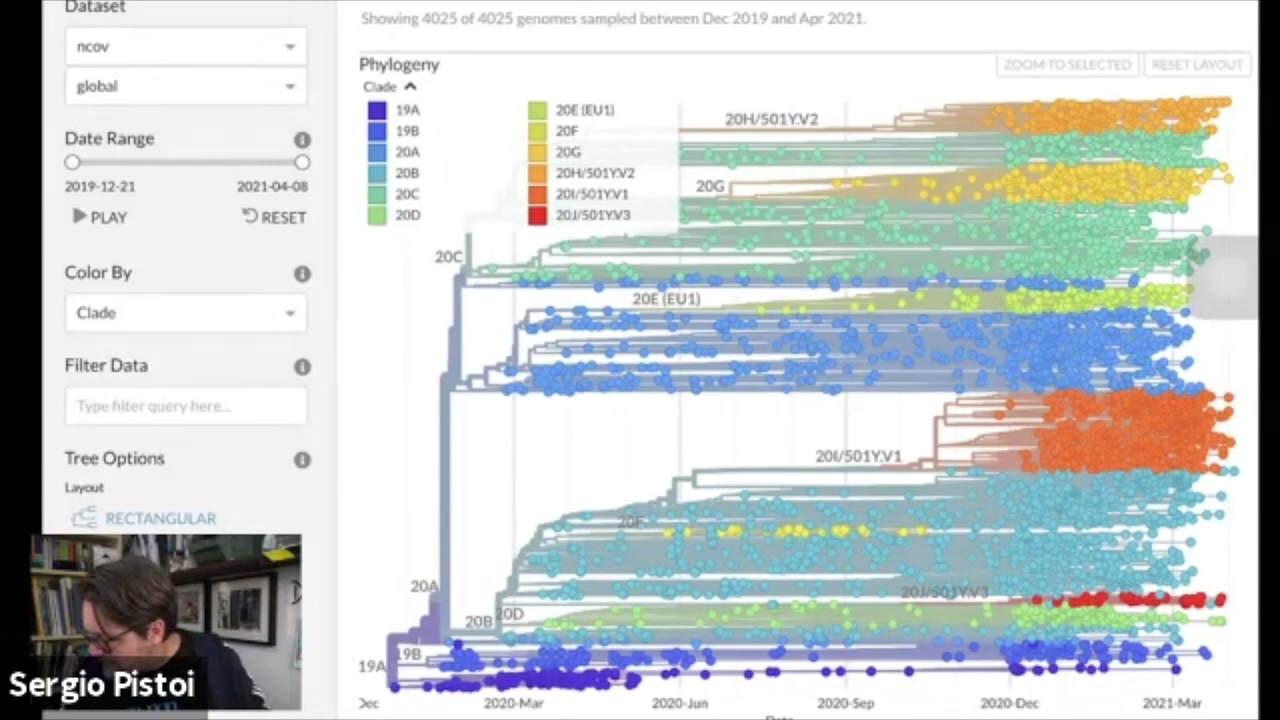 Dataset
ncov
global
Date Range
2019-12-21 2021-04-08
PLAY RESET
Color By
Clade
Filter Data
Type filter query here...
Tree Options
Layout
RECTANGULAR
Sergio Pistoi
Showing 4025 of 4025 genomes sampled between Dec 2019 and Apr 2021.
Phylogeny
ZOOM TO SELECTED RESET LAYOUT
Clade
19A 20E (EU1)
19B 20F
20A 20G
20B 20H/501Y.V2
20C 20I/501Y.V1
20D 20J/501Y.V3
20H/501Y.V2
20G
20C
20E (EU1)
20I/501Y.V1
20F
20A
20J/501Y.V3
20D
20B
19B
19A
Dec 2020-Mar 2020-Jun 2020-Sep 2020-Dec 2021-Mar